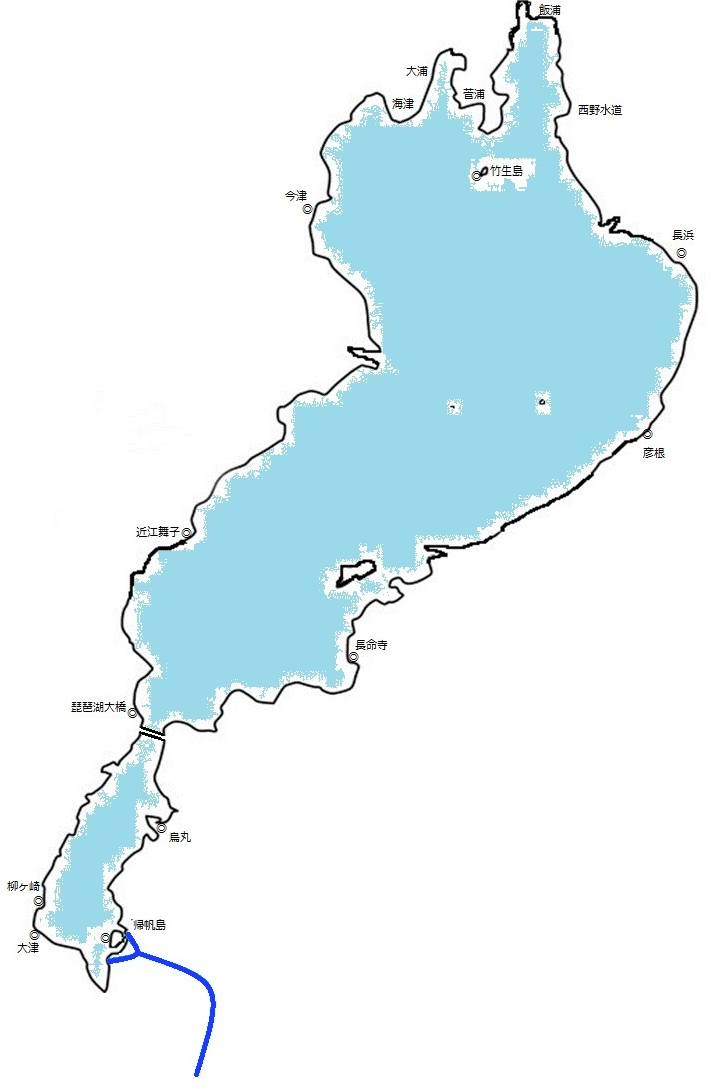 飯浦
大浦
菅浦
海津
西野水道
竹生島
今津
長浜
彦根
近江舞子
長命寺
琵琶湖大橋
烏丸
柳ヶ崎
帰帆島
大津